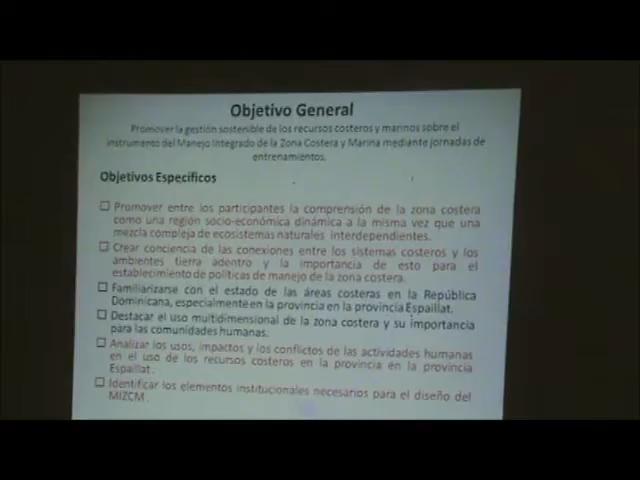 Objetivo General
Promover la gestión sostenible de los recursos costeros y marinos sobre el
instrumento del Manejo Integrado de la Zona Costera y Marina mediante jornadas de
entrenamientos.
Objetivos Específicos
☐ Promover entre los participantes la comprensión de la zona costera
como una región socio-económica dinámica a la misma vez que una
mezcla compleja de ecosistemas naturales interdependientes.
☐ Crear conciencia de las conexiones entre los sistemas costeros y los
ambientes tierra adentro y la importancia de esto para el
establecimiento de políticas de manejo de la zona costera.
☐ Familiarizarse con el estado de las áreas costeras en la República
Dominicana, especialmente en la provincia en la provincia Espaillat.
☐ Destacar el uso multidimensional de la zona costera y su importancia
para las comunidades humanas.
☐ Analizar los usos, impactos y los conflictos de las actividades humanas
en el uso de los recursos costeros en la provincia en la provincia
Espaillat.
☐ Identificar los elementos institucionales necesarios para el diseño del
MIZCM.